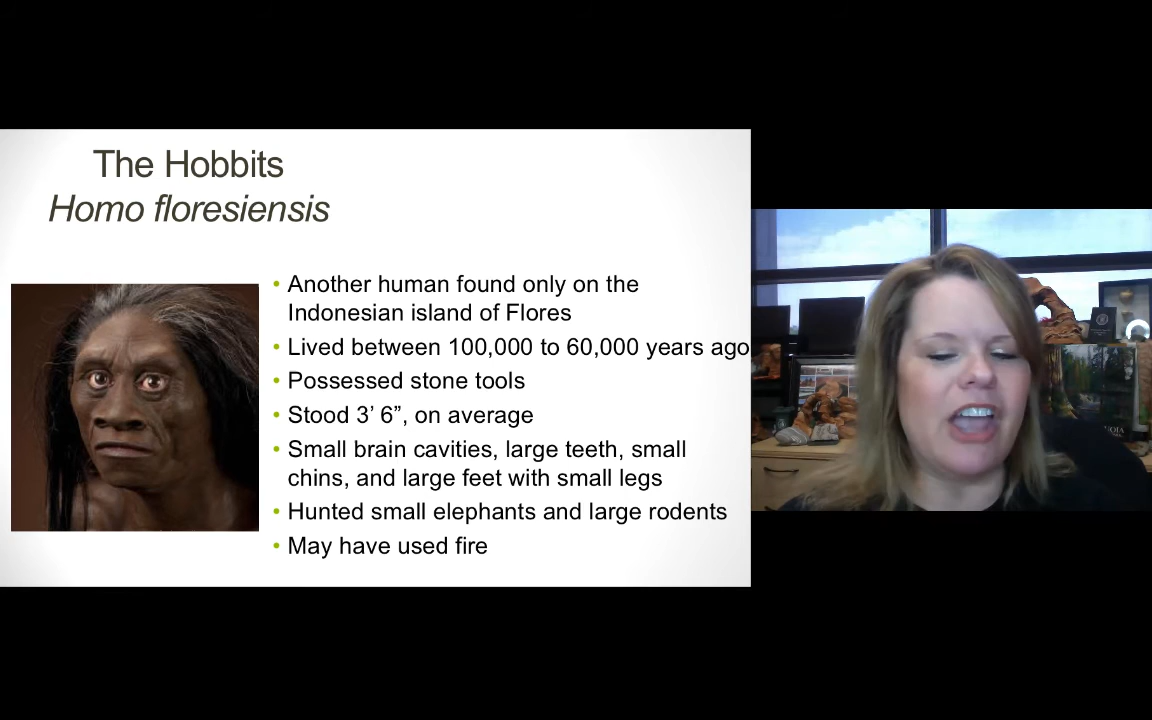 The Hobbits
Homo floresiensis
• Another human found only on the
Indonesian island of Flores
• Lived between 100,000 to 60,000 years ago
• Possessed stone tools
• Stood 3’ 6”, on average
• Small brain cavities, large teeth, small
chins, and large feet with small legs
• Hunted small elephants and large rodents
• May have used fire